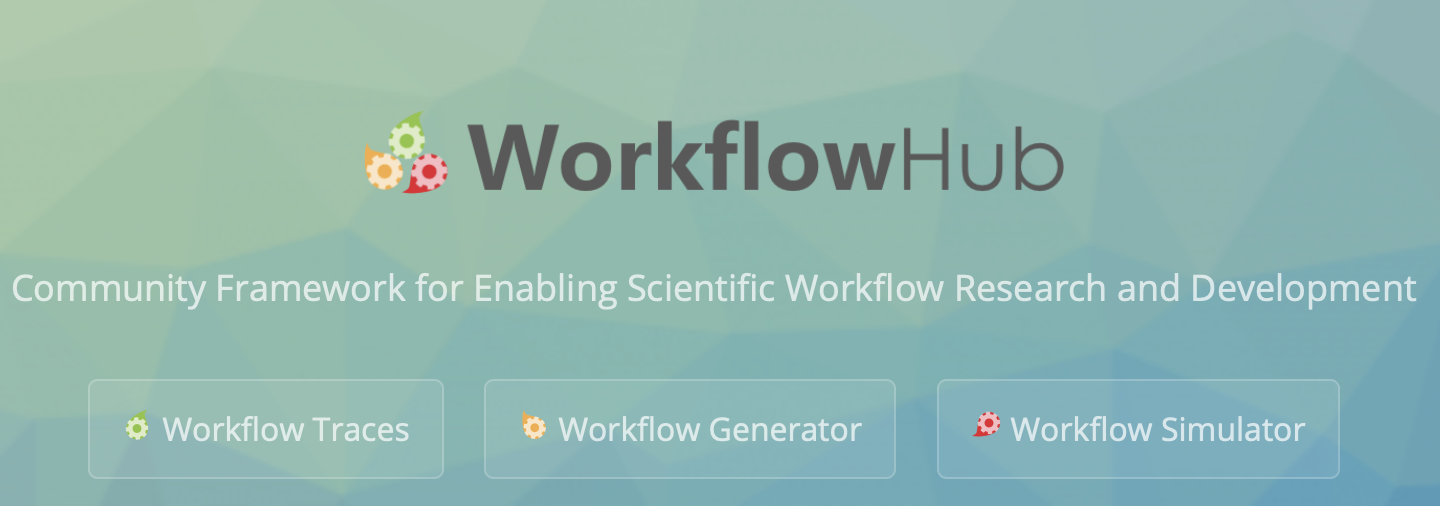 WorkflowHub
Community Framework for Enabling Scientific Workflow Research and Development
Workflow Traces
Workflow Generator
Workflow Simulator